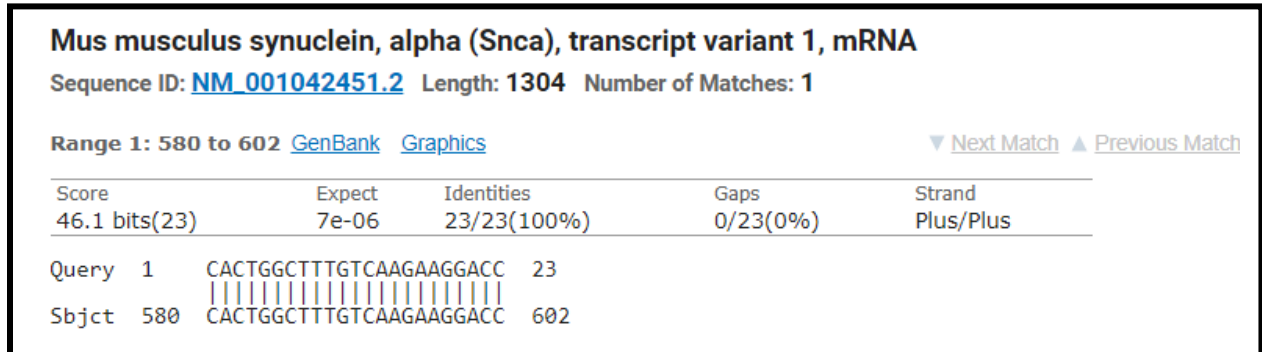 Mus musculus synuclein, alpha (Snca), transcript variant 1, mRNA
Sequence ID: NM_001042451.2 Length: 1304 Number of Matches: 1
Range 1: 580 to 602 GenBank Graphics ▼ Next Match ▲ Previous Match
Score Expect Identities Gaps Strand
46.1 bits(23) 7e-06 23/23(100%) 0/23(0%) Plus/Plus
Query 1 CACTGGCTTTGTCAAGAAGGACC 23
|||||||||||||||||||||||
Sbjct 580 CACTGGCTTTGTCAAGAAGGACC 602